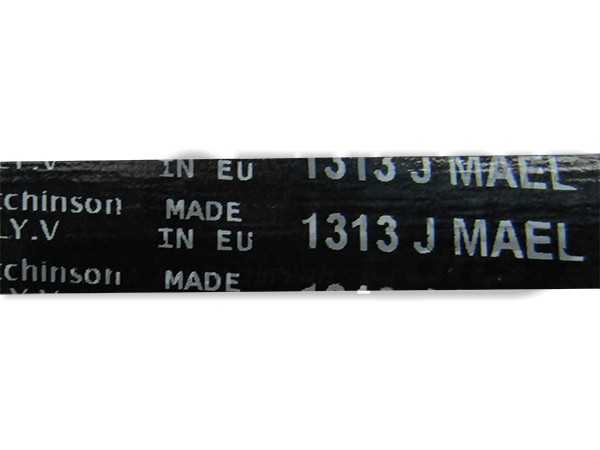 IN EU 1313 J MAEL
tchinson MADE
LY.V IN EU 1313 J MAEL
tchinson MADE